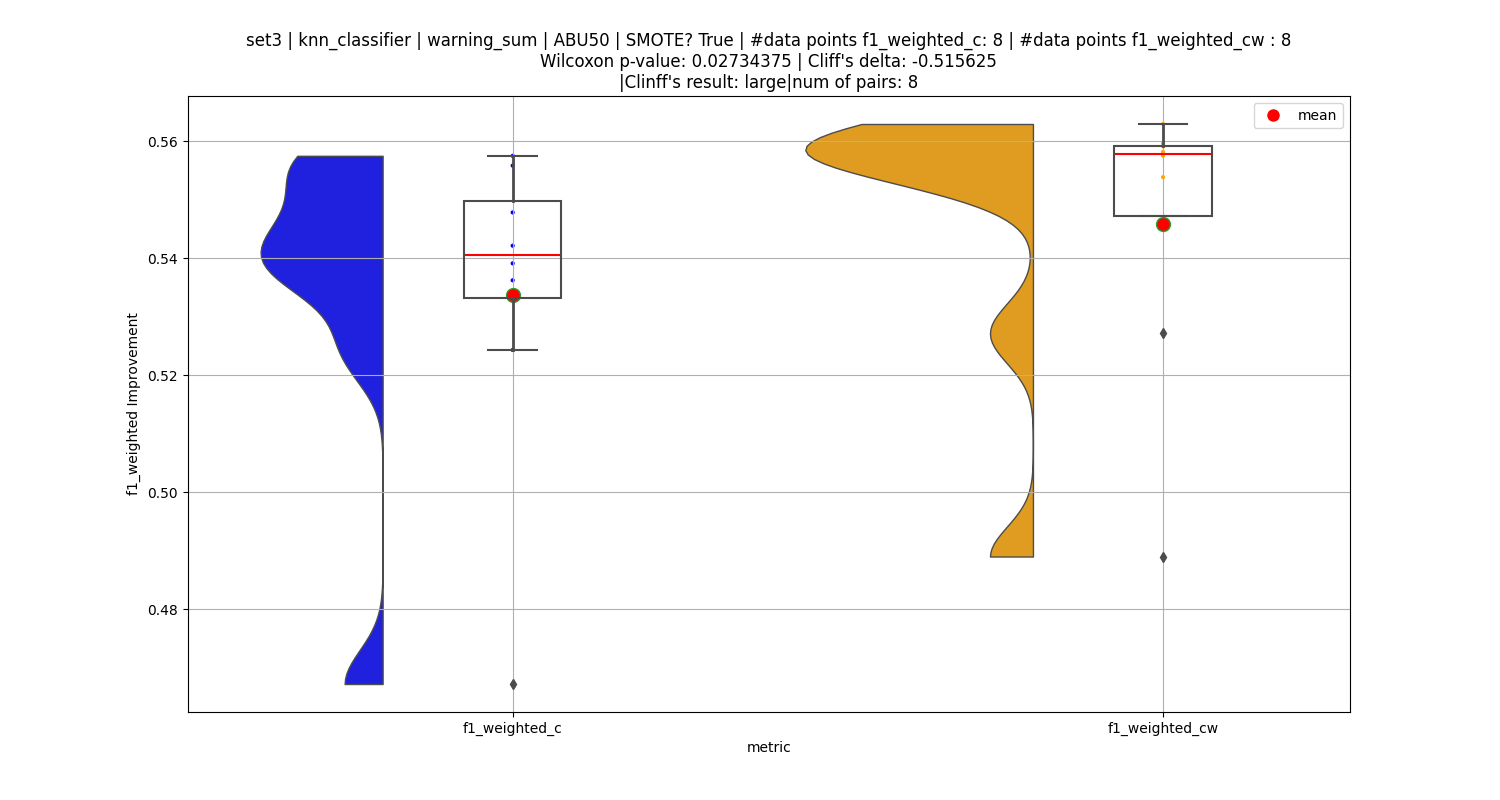 set3 | knn_classifier | warning_sum | ABU50 | SMOTE? True | #data points f1_weighted_c: 8 | #data points f1_weighted_cw : 8
Wilcoxon p-value: 0.02734375 | Cliff's delta: -0.515625
|Clinff's result: large|num of pairs: 8
mean
f1_weighted Improvement
0.56
0.54
0.52
0.50
0.48
f1_weighted_c
f1_weighted_cw
metric